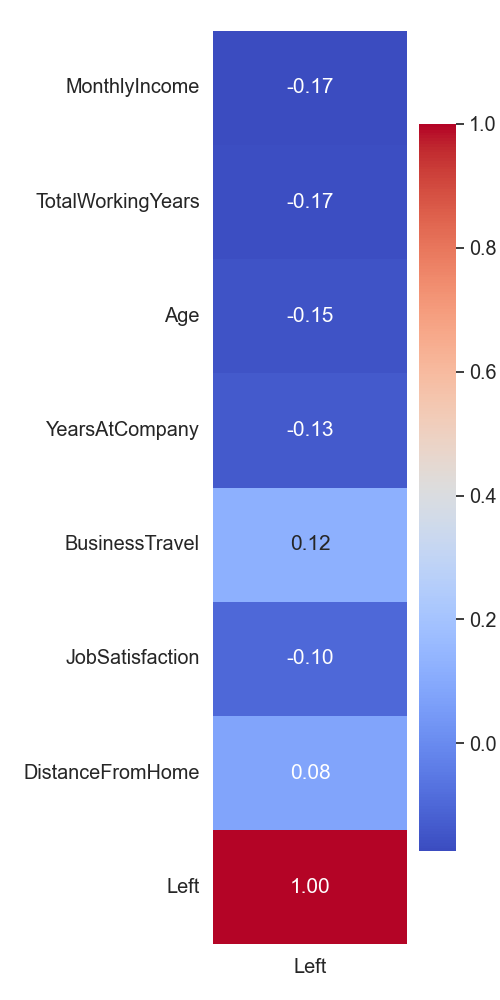 MonthlyIncome -0.17
1.0
TotalWorkingYears -0.17
0.8
Age -0.15
0.6
YearsAtCompany -0.13
0.4
BusinessTravel 0.12
0.2
JobSatisfaction -0.10
0.0
DistanceFromHome 0.08
Left 1.00
Left